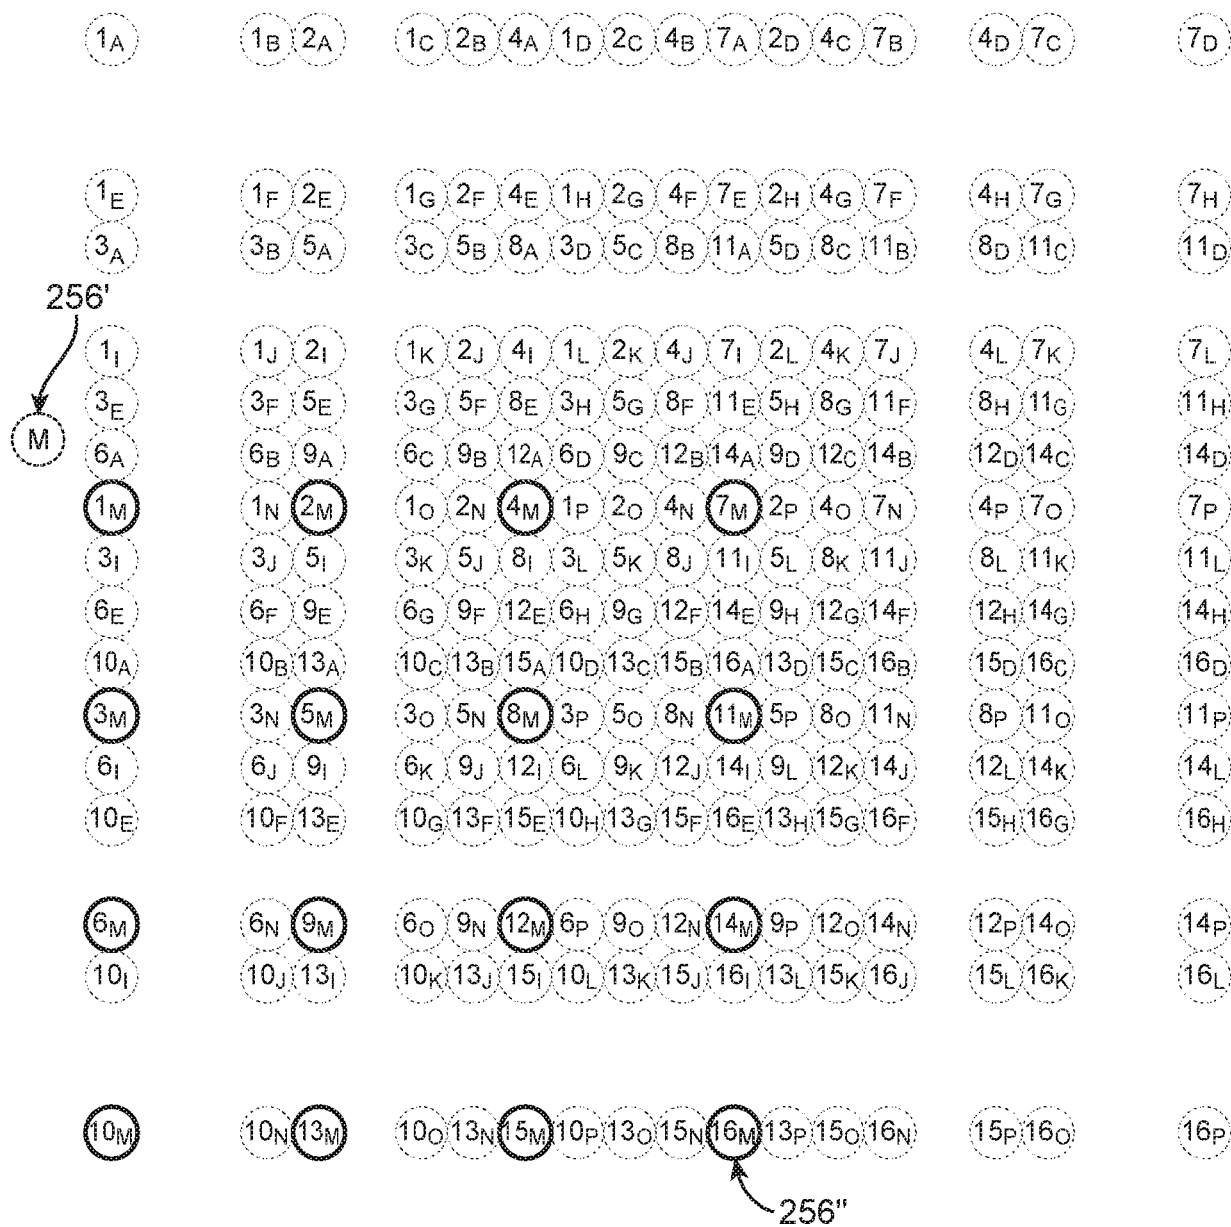 1A 1B 2A 1C 2B 4A 1D 2C 4B 7A 2D 4C 7B 4D 7C 7D
1E 1F 2E 1G 2F 4E 1H 2G 4F 7E 2H 4G 7F 4H 7G 7H
3A 3B 5A 3C 5B 8A 3D 5C 8B 11A 5D 8C 11B 8D 11C 11D
256'
1I 1J 2I 1K 2J 4I 1L 2K 4J 7I 2L 4K 7J 4L 7K 7L
3E 3F 5E 3G 5F 8E 3H 5G 8F 11E 5H 8G 11F 8H 11G 11H
M
6A 6B 9A 6C 9B 12A 6D 9C 12B 14A 9D 12C 14B 12D 14C 14D
1M 1N 2M 1O 2N 4M 1P 2O 4N 7M 2P 4O 7N 4P 7O 7P
3I 3J 5I 3K 5J 8I 3L 5K 8J 11I 5L 8K 11J 8L 11K 11L
6E 6F 9E 6G 9F 12E 6H 9G 12F 14E 9H 12G 14F 12H 14G 14H
10A 10B 13A 10C 13B 15A 10D 13C 15B 16A 13D 15C 16B 15D 16C 16D
3M 3N 5M 3O 5N 8M 3P 5O 8N 11M 5P 8O 11N 8P 11O 11P
6I 6J 9I 6K 9J 12I 6L 9K 12J 14I 9L 12K 14J 12L 14K 14L
10E 10F 13E 10G 13F 15E 10H 13G 15F 16E 13H 15G 16F 15H 16G 16H
6M 6N 9M 6O 9N 12M 6P 9O 12N 14M 9P 12O 14N 12P 14O 14P
10I 10J 13I 10K 13J 15I 10L 13K 15J 16I 13L 15K 16J 15L 16K 16L
10M 10N 13M 10O 13N 15M 10P 13O 15N 16M 13P 15O 16N 15P 16O 16P
256"